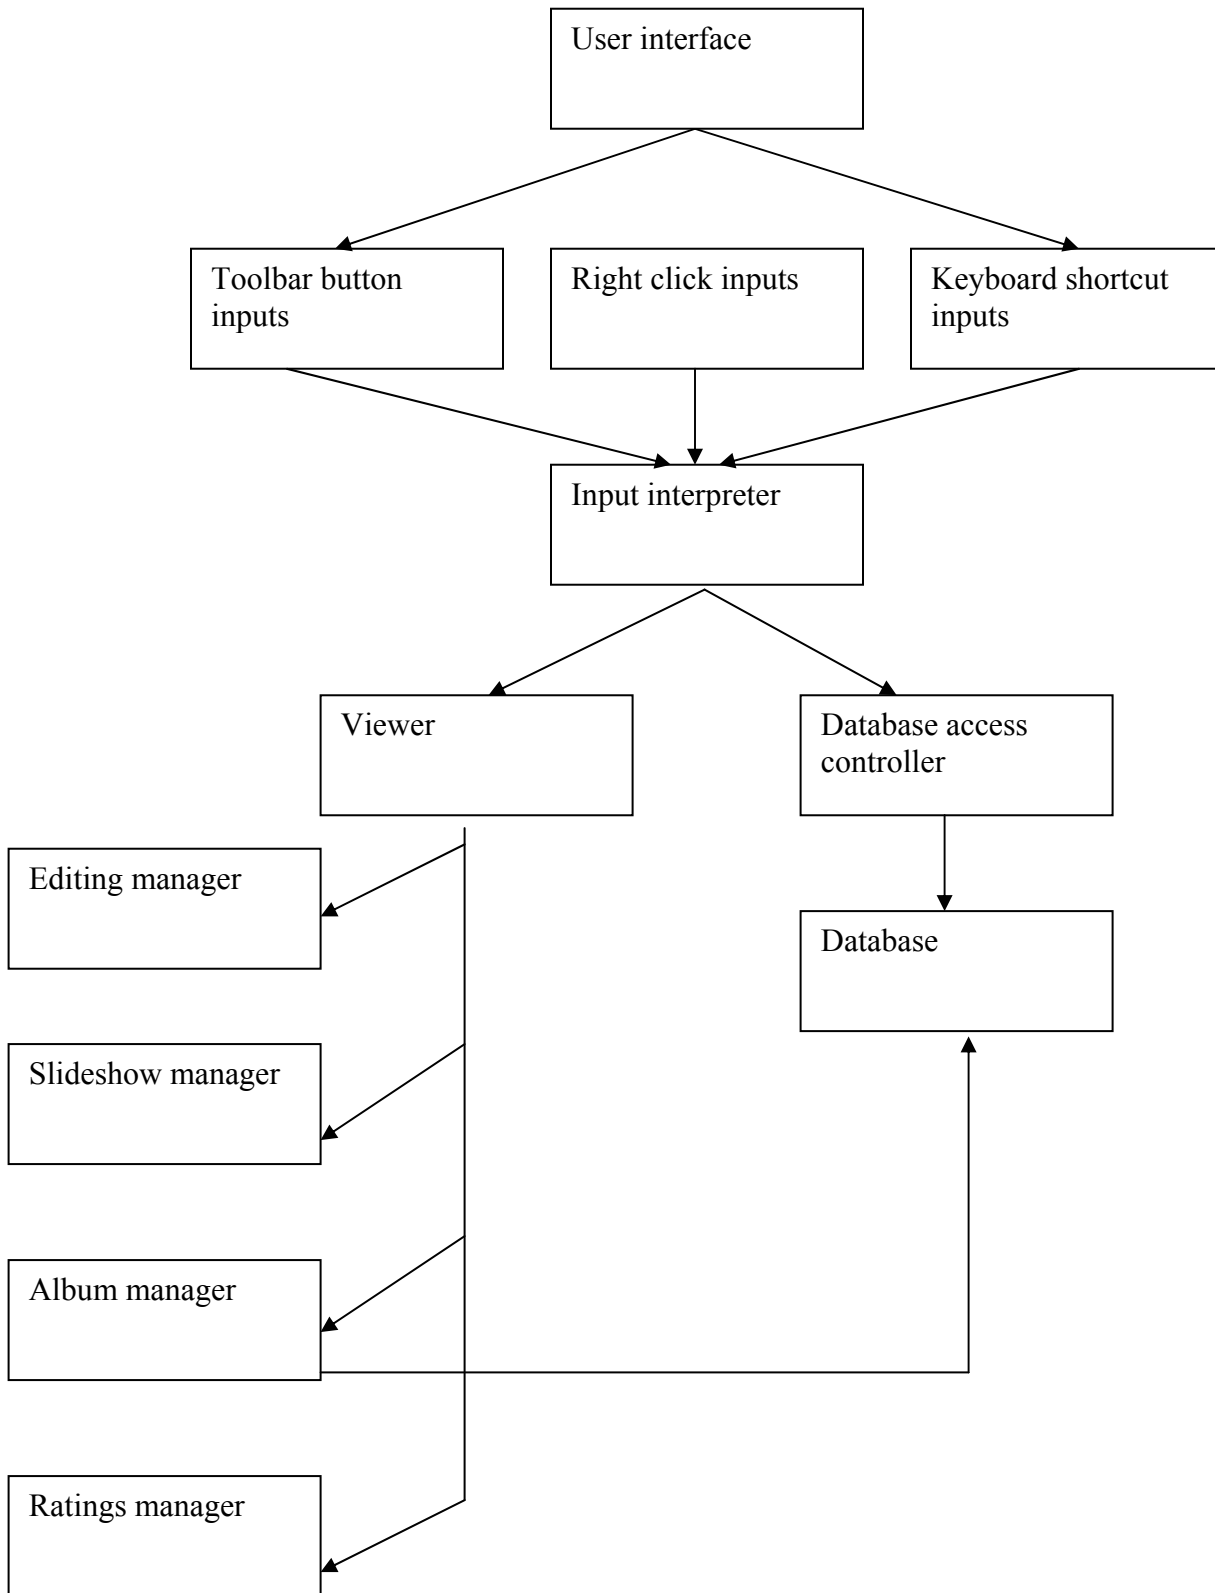 User interface
Toolbar button
inputs
Right click inputs
Keyboard shortcut
inputs
Input interpreter
Viewer
Database access
controller
Editing manager
Database
Slideshow manager
Album manager
Ratings manager